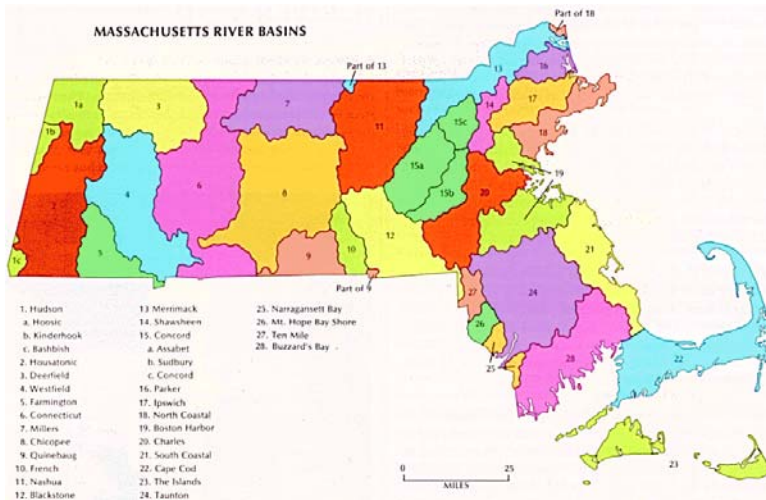 Part of 18
MASSACHUSETTS RIVER BASINS
Part of 13
13
16
1a
3
7
14
17
15c
11
18
1b
15a
19
2
4
6
8
15b
20
12
21
5
9
10
1c
Part of 9
27
24
26
25
28
22
23
0 25
MILES
1. Hudson
a. Hoosic
b. Kinderhook
c. Bashbish
2. Housatonic
3. Deerfield
4. Westfield
5. Farmington
6. Connecticut
7. Millers
8. Chicopee
9. Quinebaug
10. French
11. Nashua
12. Blackstone
13 Merrimack
14. Shawsheen
15. Concord
a. Assabet
b. Sudbury
c. Concord
16. Parker
17. Ipswich
18. North Coastal
19. Boston Harbor
20. Charles
21. South Coastal
22. Cape Cod
23. The Islands
24. Taunton
25. Narragansett Bay
26. Mt. Hope Bay Shore
27. Ten Mile
28. Buzzard's Bay